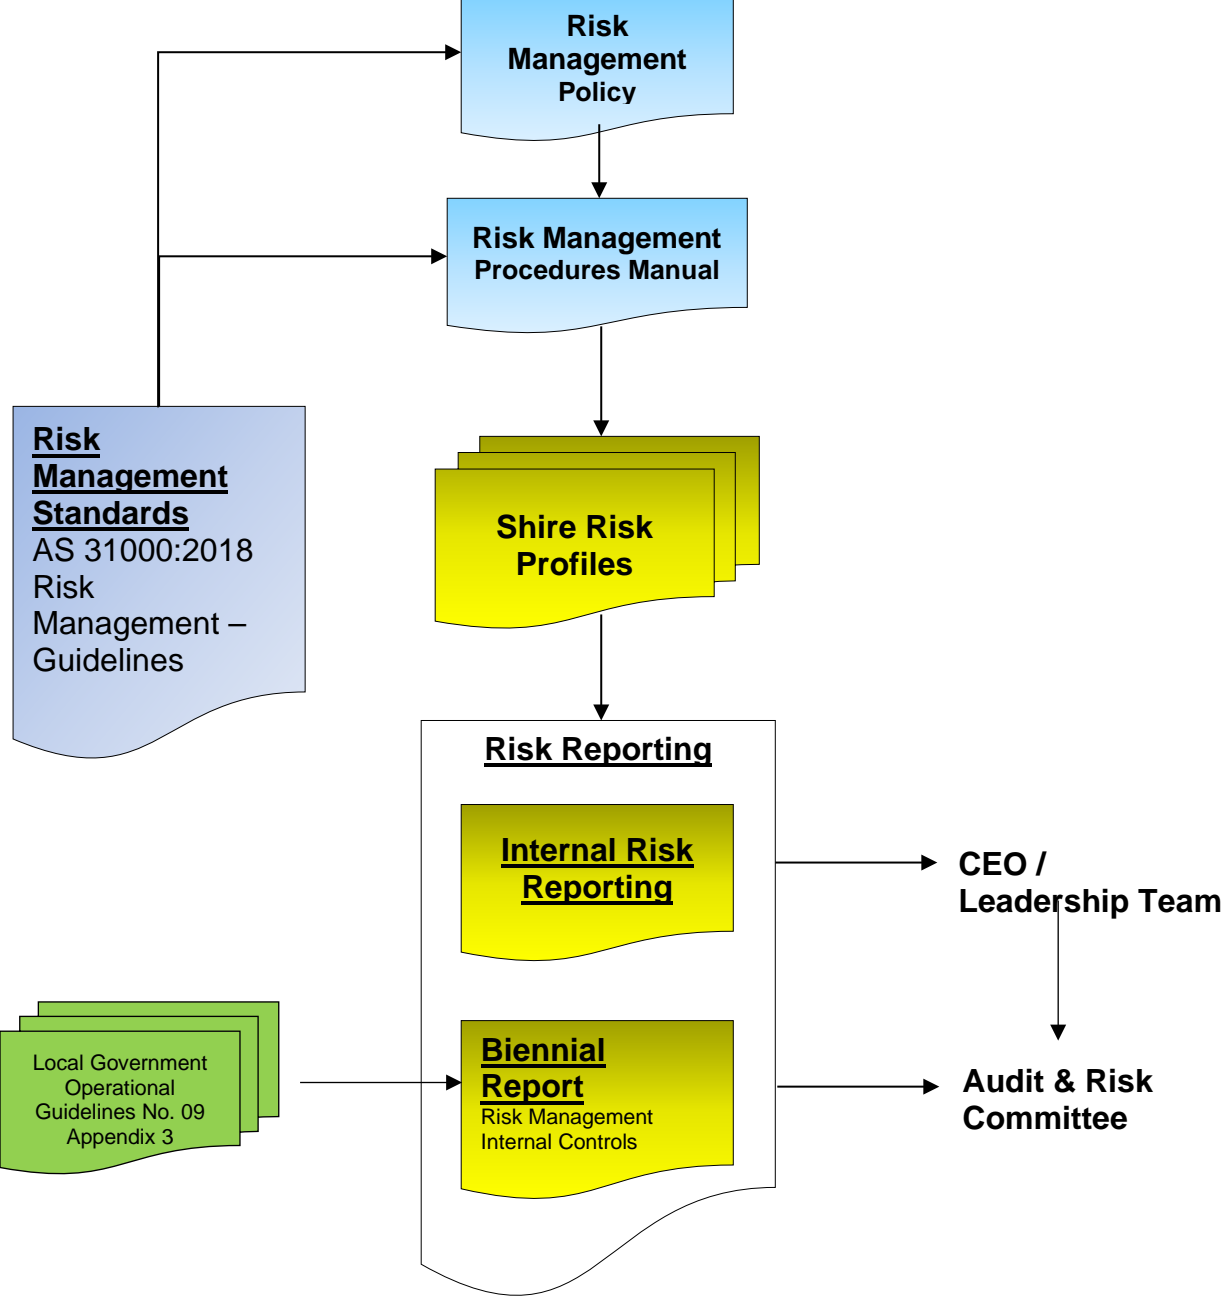 Risk
Management
Policy
Risk Management
Procedures Manual
Risk
Management
Standards
AS 31000:2018
Risk
Management –
Guidelines
Shire Risk
Profiles
Risk Reporting
Internal Risk
Reporting
CEO /
Leadership Team
Local Government
Operational
Guidelines No. 09
Appendix 3
Biennial
Report
Risk Management
Internal Controls
Audit & Risk
Committee